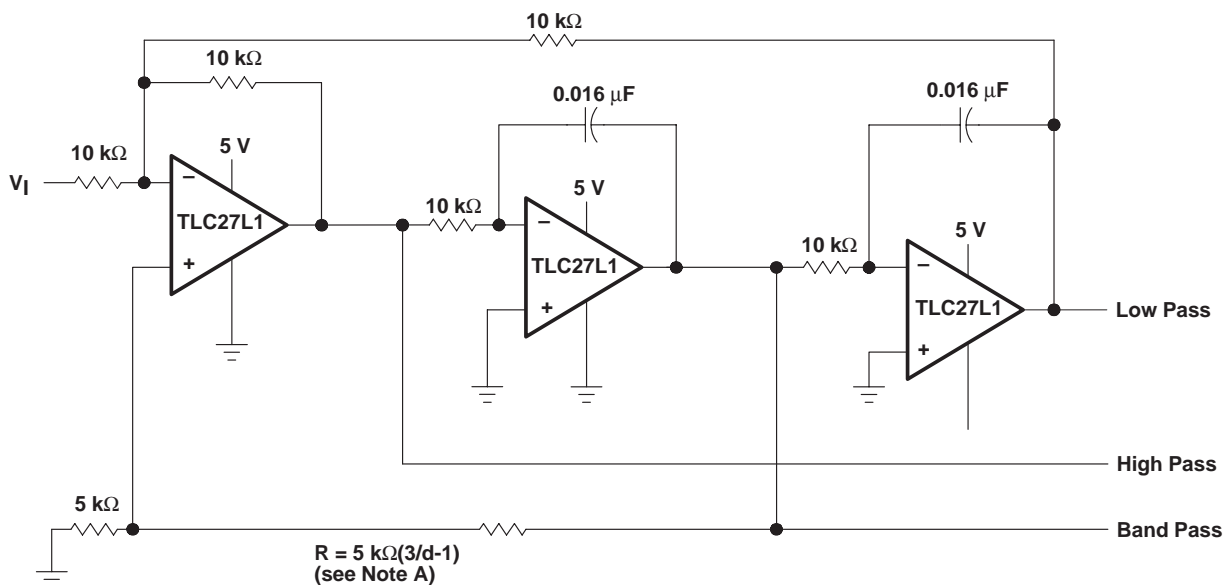 10 kΩ
10 kΩ
0.016 μF
0.016 μF
10 kΩ
5 V
VI
−
TLC27L1
+
10 kΩ
5 V
−
TLC27L1
+
10 kΩ
5 V
−
TLC27L1
+
Low Pass
High Pass
5 kΩ
Band Pass
R = 5 kΩ(3/d-1)
(see Note A)